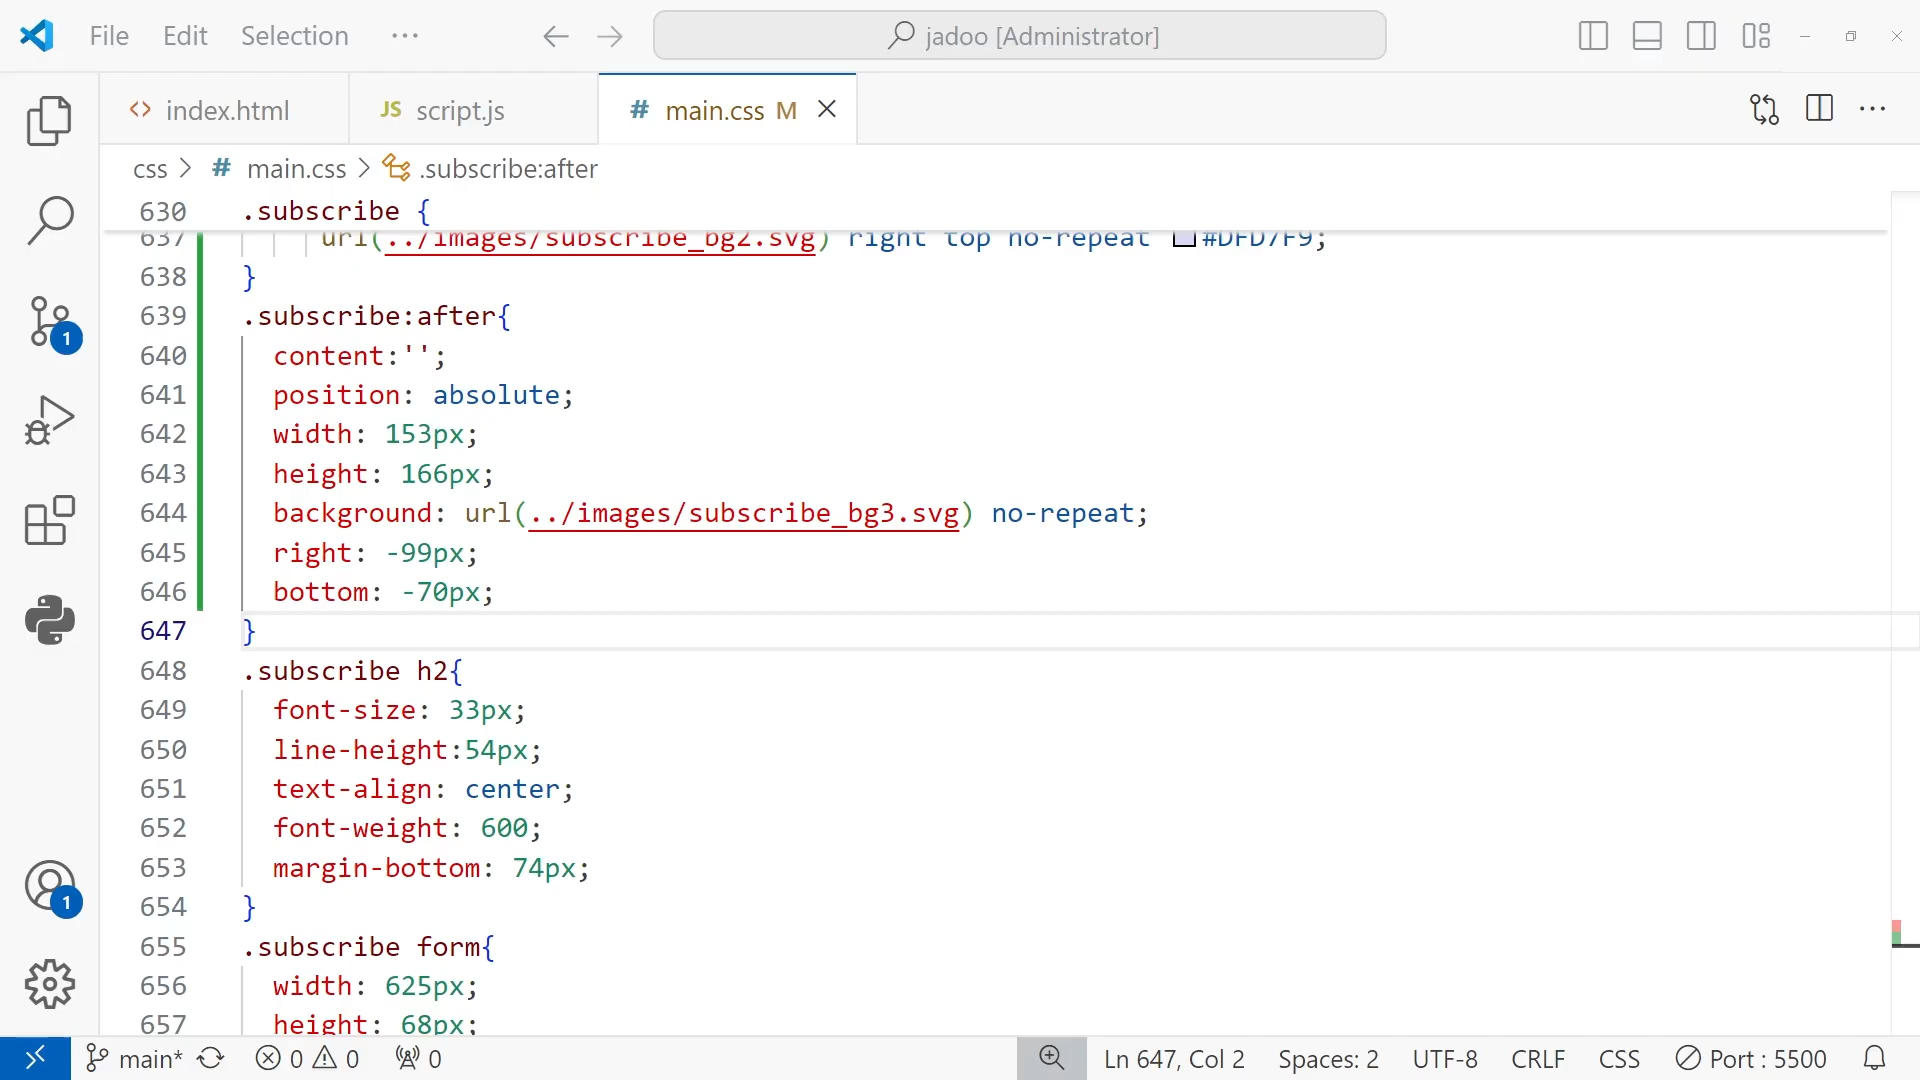 File Edit Selection ··· jadoo [Administrator]
<> index.html JS script.js # main.css M
css > # main.css > .subscribe:after
630 .subscribe {
637 url(../images/subscribe_bg2.svg) right top no-repeat #DFD7F9;
638 }
639 .subscribe:after{
640 content:'';
641 position: absolute;
642 width: 153px;
643 height: 166px;
644 background: url(../images/subscribe_bg3.svg) no-repeat;
645 right: -99px;
646 bottom: -70px;
647 }
648 .subscribe h2{
649 font-size: 33px;
650 line-height:54px;
651 text-align: center;
652 font-weight: 600;
653 margin-bottom: 74px;
654 }
655 .subscribe form{
656 width: 625px;
657 height: 68px;
1
1
main* 0 0 0 Ln 647, Col 2 Spaces: 2 UTF-8 CRLF CSS Port : 5500